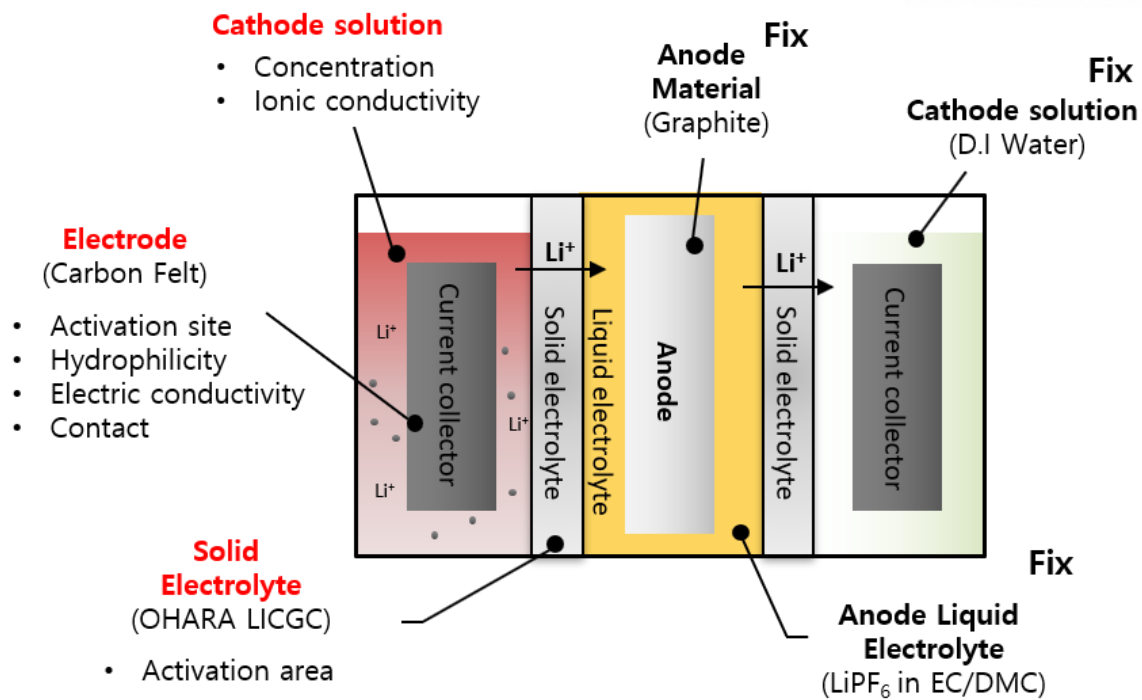 Cathode solution
• Concentration
• Ionic conductivity
Fix
Anode
Material
(Graphite)
Fix
Cathode solution
(D.I Water)
Electrode
(Carbon Felt)
• Activation site
• Hydrophilicity
• Electric conductivity
• Contact
Li⁺
Li⁺
Li⁺
Current collector
Li⁺
Solid electrolyte
Liquid electrolyte
Anode
Li⁺
Solid electrolyte
Current collector
Li⁺
Solid
Electrolyte
(OHARA LICGC)
• Activation area
Fix
Anode Liquid
Electrolyte
(LiPF₆ in EC/DMC)